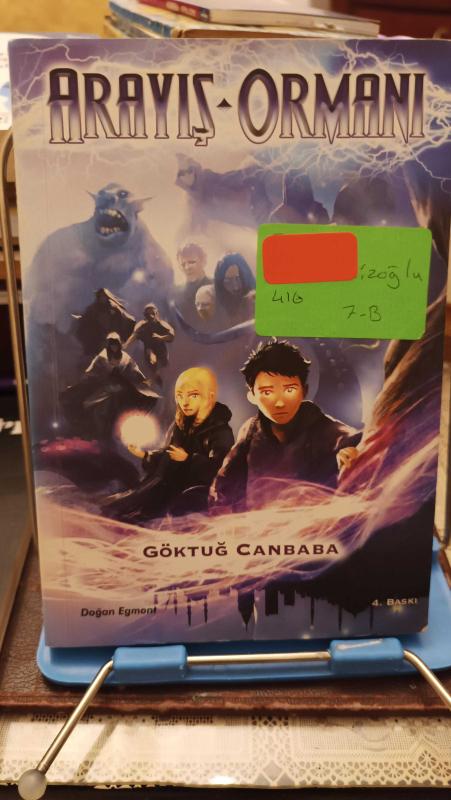 ARAYIŞ · ORMANI
izoğlu
416
7-B
GÖKTUĞ CANBABA
Doğan Egmont
4. BASKI